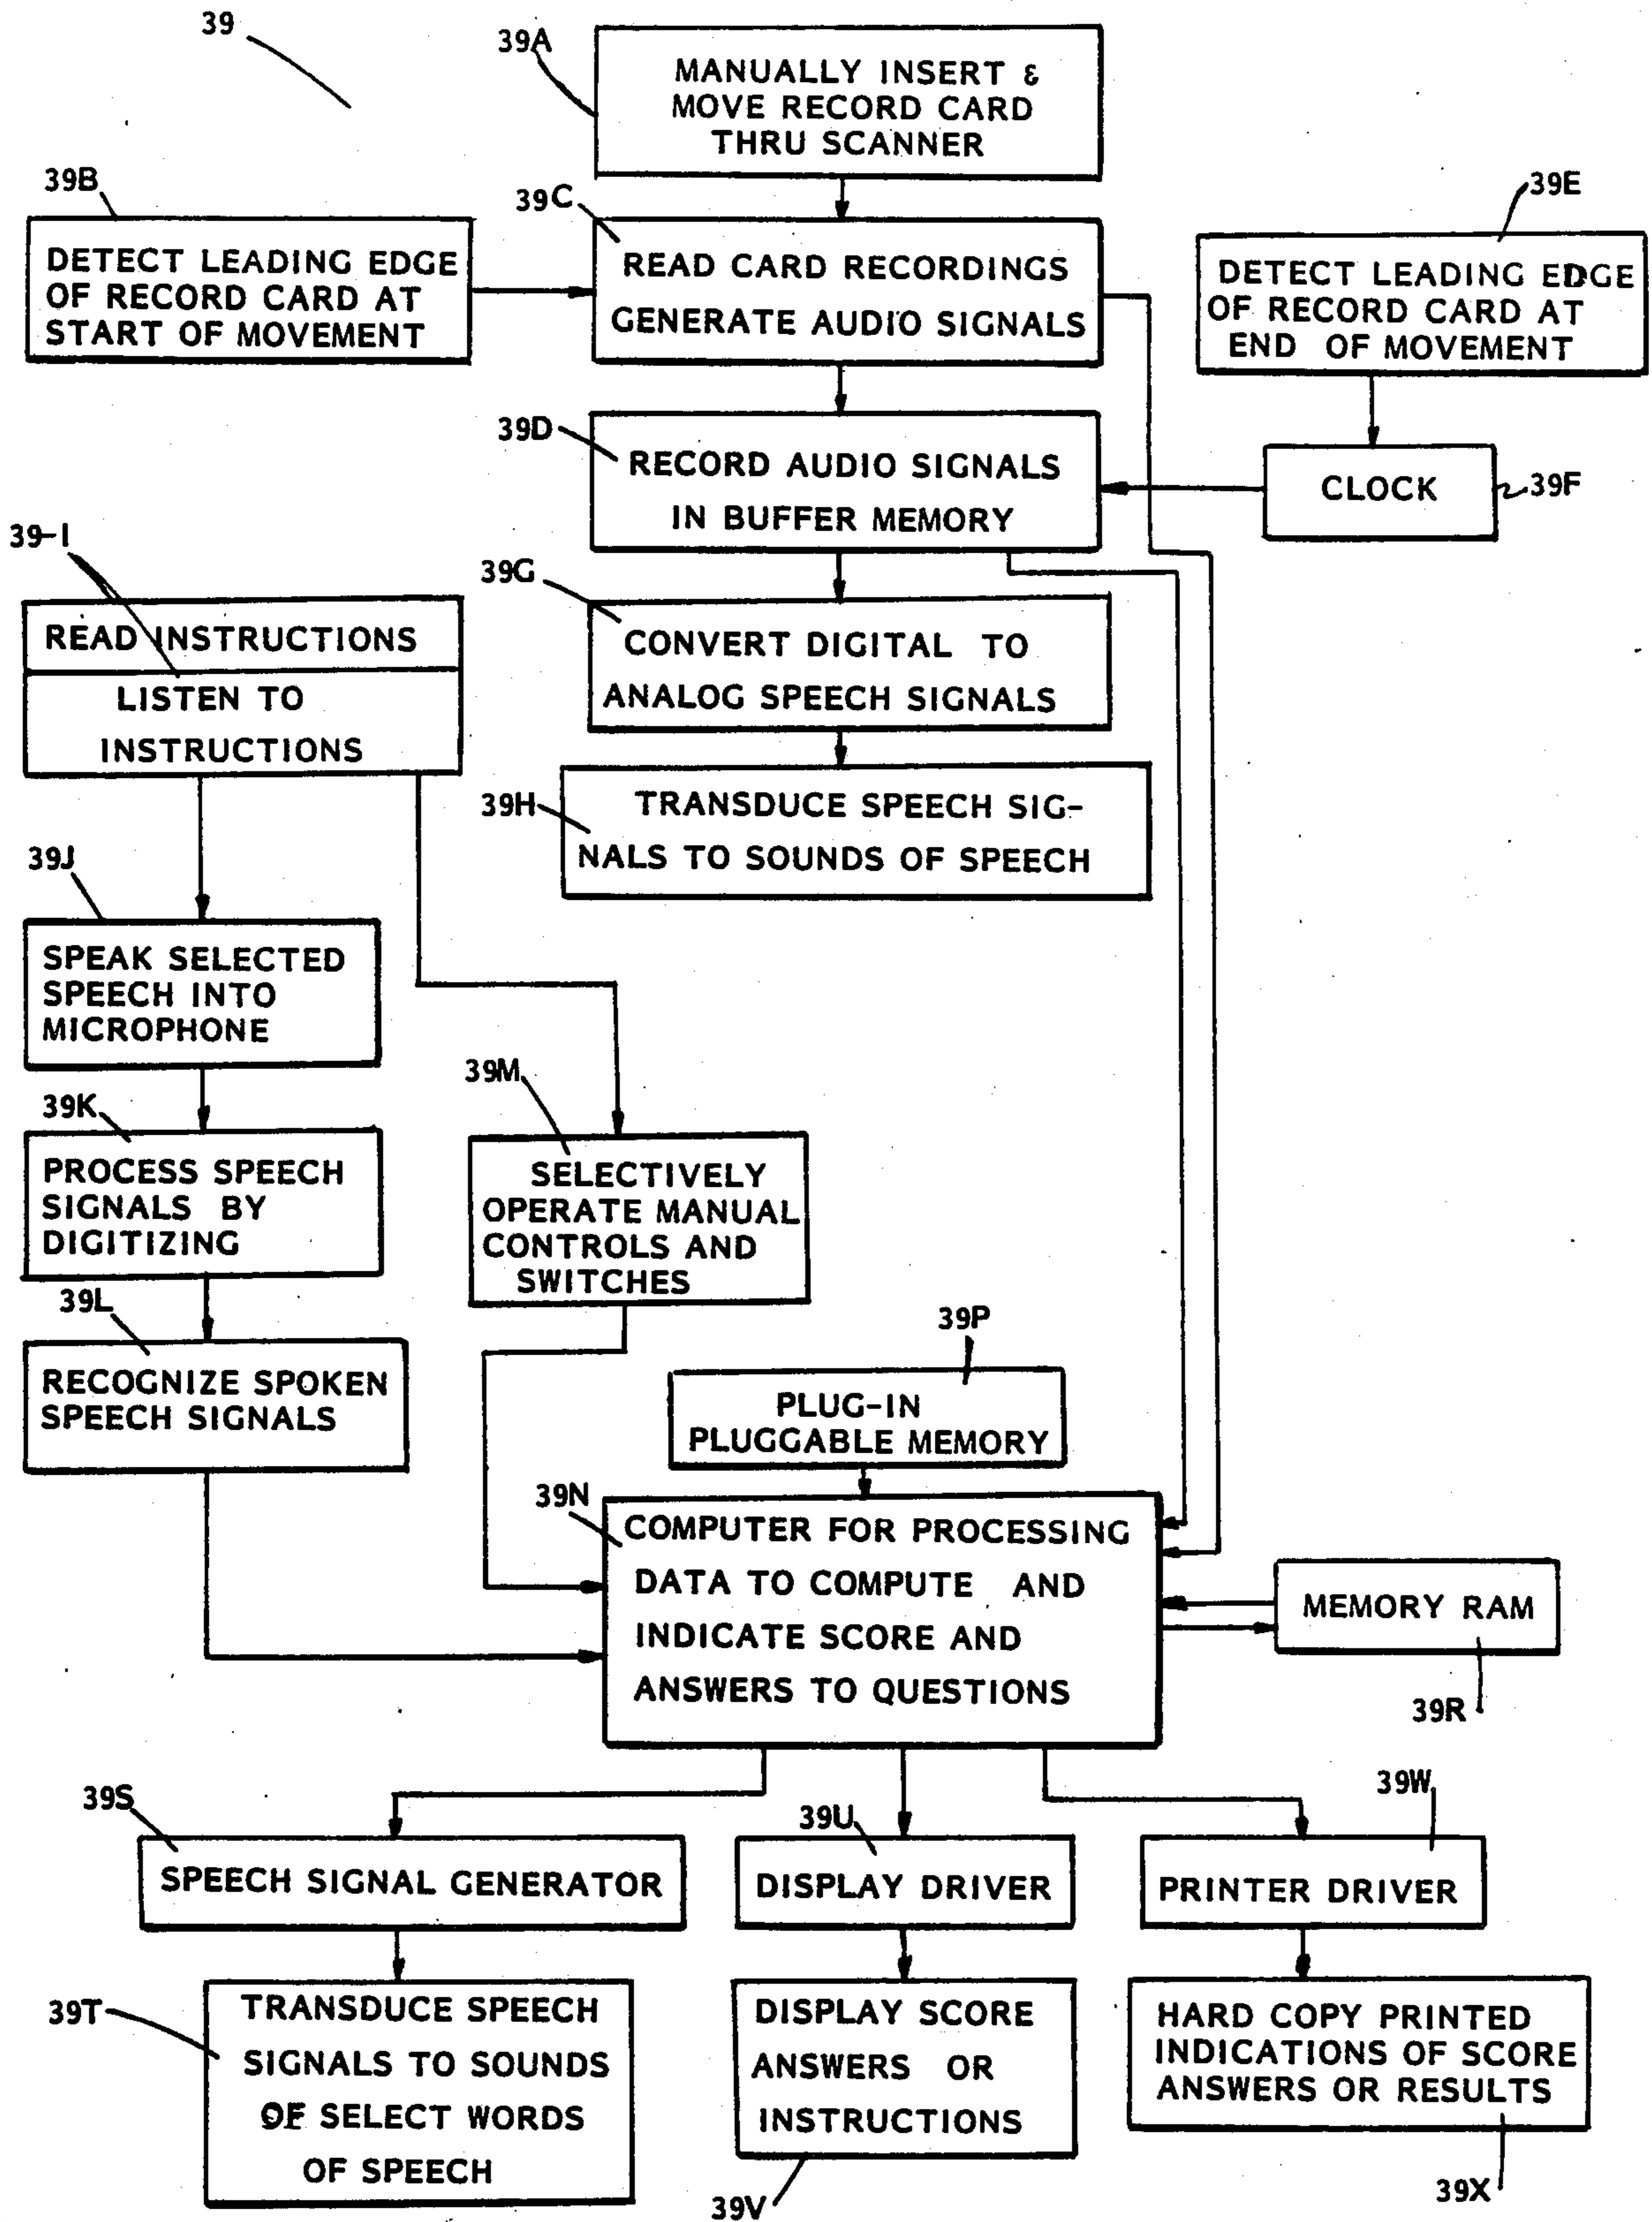 39
39A
MANUALLY INSERT &
MOVE RECORD CARD
THRU SCANNER
39B
DETECT LEADING EDGE
OF RECORD CARD AT
START OF MOVEMENT
39C
READ CARD RECORDINGS
GENERATE AUDIO SIGNALS
39E
DETECT LEADING EDGE
OF RECORD CARD AT
END OF MOVEMENT
39D
RECORD AUDIO SIGNALS
IN BUFFER MEMORY
CLOCK
39F
39-I
READ INSTRUCTIONS
LISTEN TO
INSTRUCTIONS
39G
CONVERT DIGITAL TO
ANALOG SPEECH SIGNALS
39H
TRANSDUCE SPEECH SIG-
NALS TO SOUNDS OF SPEECH
39J
SPEAK SELECTED
SPEECH INTO
MICROPHONE
39K
PROCESS SPEECH
SIGNALS BY
DIGITIZING
39M
SELECTIVELY
OPERATE MANUAL
CONTROLS AND
SWITCHES
39L
RECOGNIZE SPOKEN
SPEECH SIGNALS
39P
PLUG-IN
PLUGGABLE MEMORY
39N
COMPUTER FOR PROCESSING
DATA TO COMPUTE AND
INDICATE SCORE AND
ANSWERS TO QUESTIONS
MEMORY RAM
39R
39S
SPEECH SIGNAL GENERATOR
39U
DISPLAY DRIVER
39W
PRINTER DRIVER
39T
TRANSDUCE SPEECH
SIGNALS TO SOUNDS
OF SELECT WORDS
OF SPEECH
DISPLAY SCORE
ANSWERS OR
INSTRUCTIONS
39V
HARD COPY PRINTED
INDICATIONS OF SCORE
ANSWERS OR RESULTS
39X